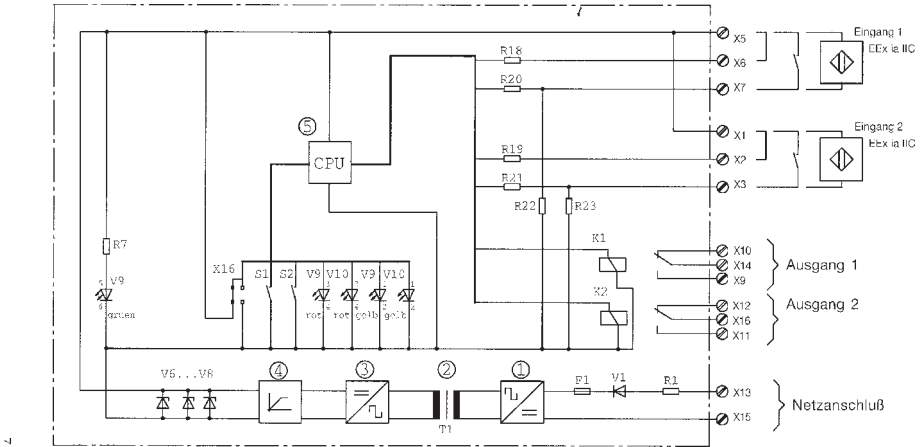 X5
Eingang 1
EEx ia IIC
R18
X6
R20
X7
⑤
CPU
X1
Eingang 2
EEx ia IIC
R19
X2
R21
X3
R22
R23
R7
K1
X10
X14
X9
Ausgang 1
X16
S1
S2
V9
V10
V9
V10
V9
gruen
rot
rot
gelb
gelb
K2
X12
X16
X11
Ausgang 2
V6...V8
④
③
②
①
F1
V1
R1
X13
T1
X15
Netzanschluß